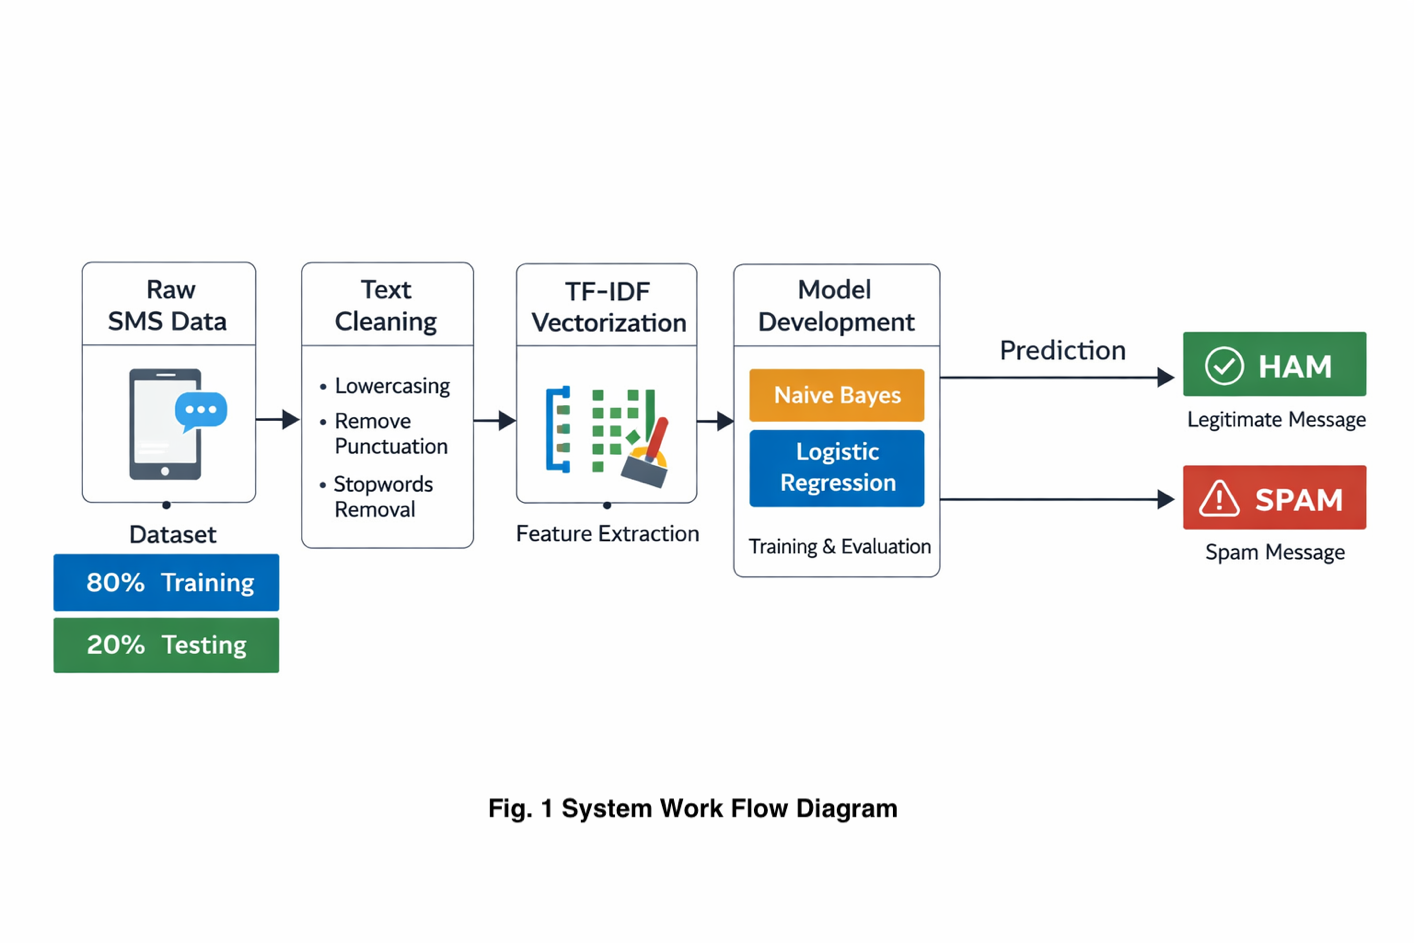 Raw
SMS Data
Dataset
80% Training
20% Testing
Text
Cleaning
• Lowercasing
• Remove
Punctuation
• Stopwords
Removal
TF-IDF
Vectorization
Feature Extraction
Model
Development
Naive Bayes
Logistic
Regression
Training & Evaluation
Prediction
HAM
Legitimate Message
SPAM
Spam Message
Fig. 1 System Work Flow Diagram